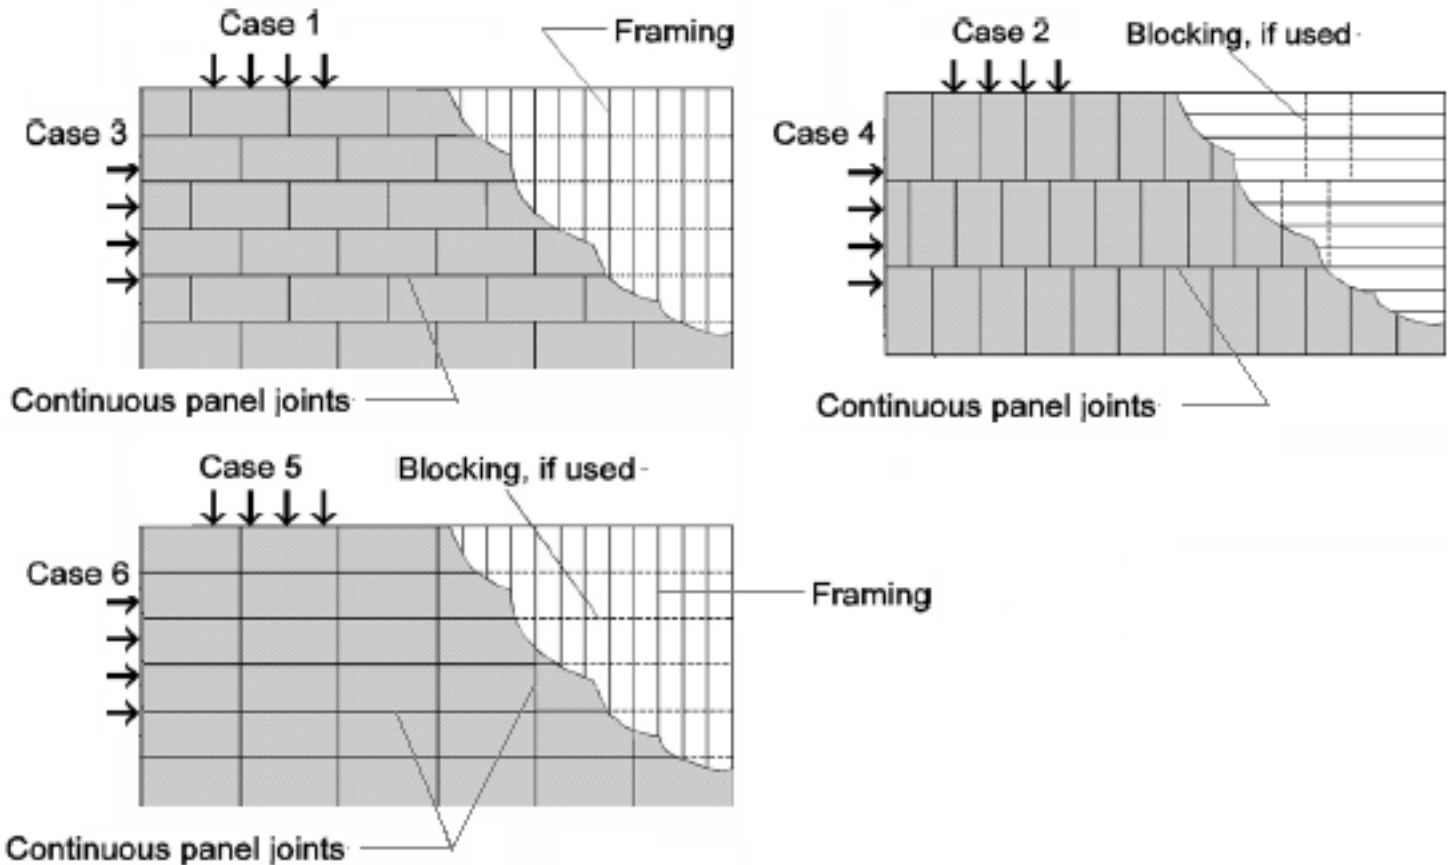 Case 1
Framing
Case 3
Continuous panel joints
Case 2
Blocking, if used
Case 4
Continuous panel joints
Case 5
Blocking, if used
Case 6
Framing
Continuous panel joints